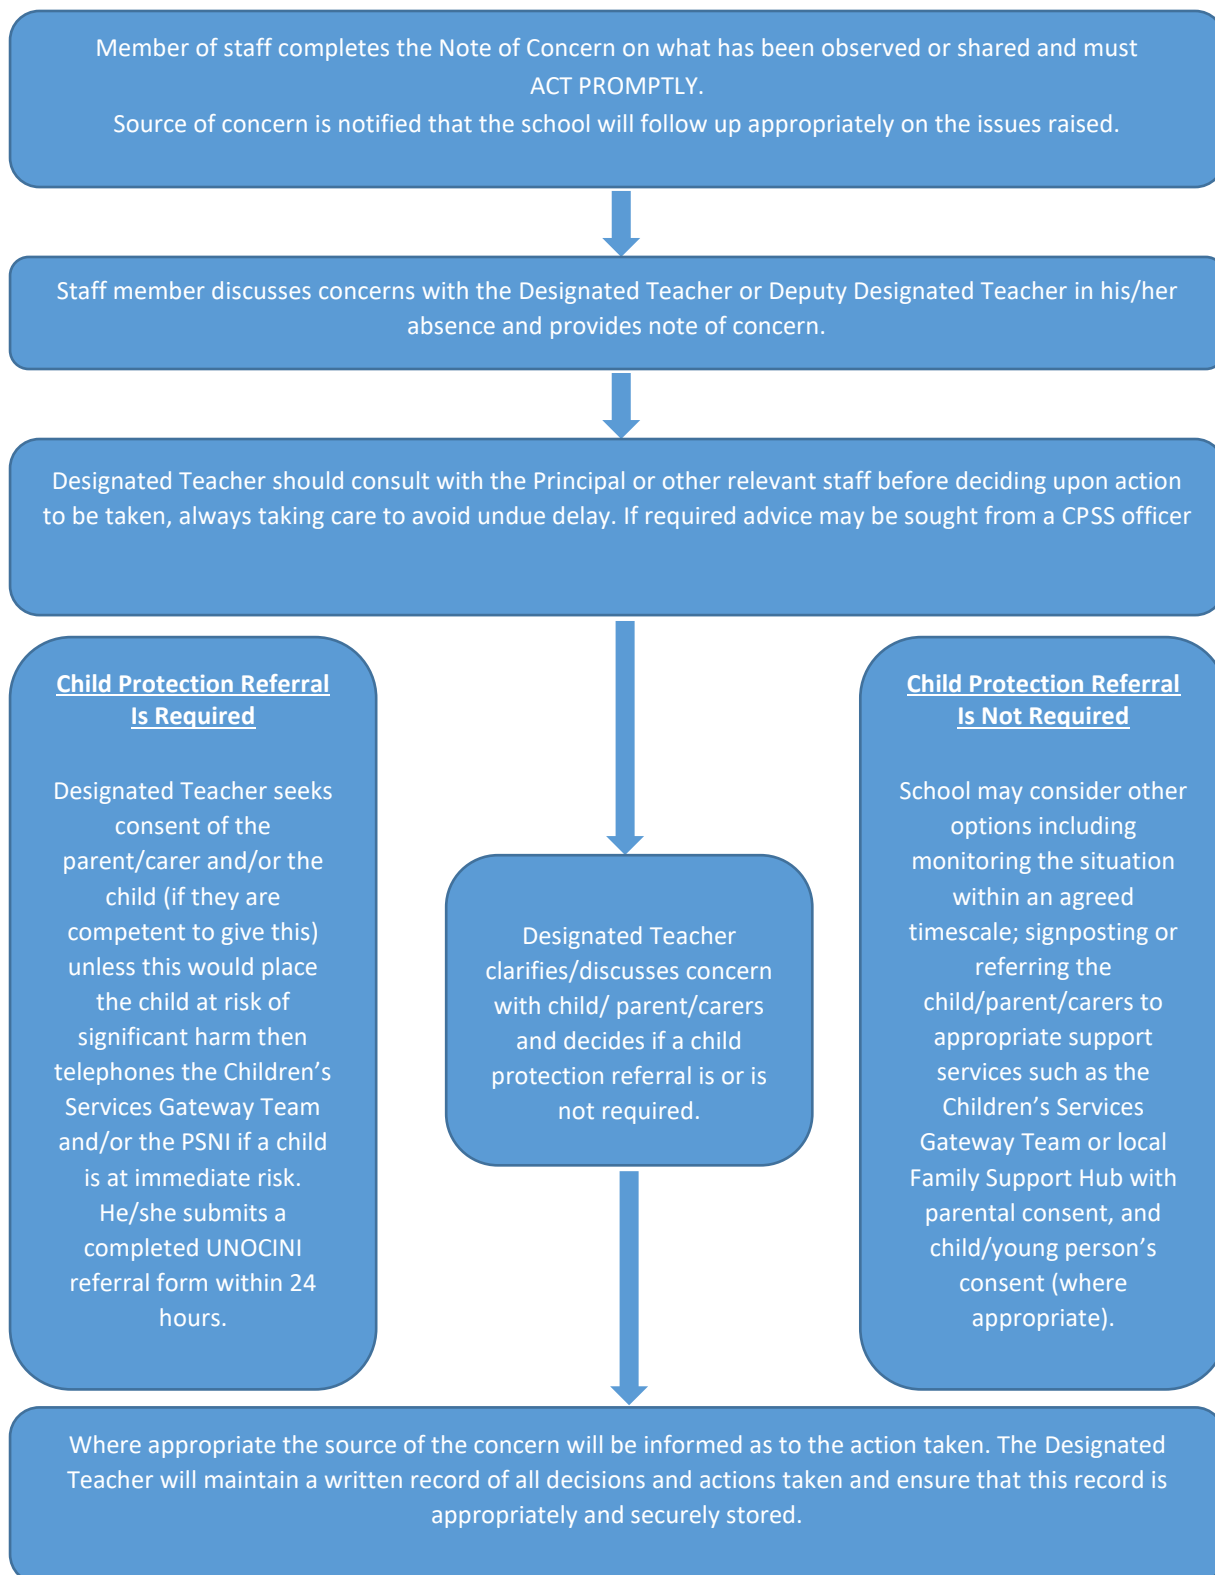 Member of staff completes the Note of Concern on what has been observed or shared and must
ACT PROMPTLY.
Source of concern is notified that the school will follow up appropriately on the issues raised.
Staff member discusses concerns with the Designated Teacher or Deputy Designated Teacher in his/her
absence and provides note of concern.
Designated Teacher should consult with the Principal or other relevant staff before deciding upon action
to be taken, always taking care to avoid undue delay. If required advice may be sought from a CPSS officer
Child Protection Referral
Is Required
Designated Teacher seeks
consent of the
parent/carer and/or the
child (if they are
competent to give this)
unless this would place
the child at risk of
significant harm then
telephones the Children’s
Services Gateway Team
and/or the PSNI if a child
is at immediate risk.
He/she submits a
completed UNOCINI
referral form within 24
hours.
Designated Teacher
clarifies/discusses concern
with child/ parent/carers
and decides if a child
protection referral is or is
not required.
Child Protection Referral
Is Not Required
School may consider other
options including
monitoring the situation
within an agreed
timescale; signposting or
referring the
child/parent/carers to
appropriate support
services such as the
Children’s Services
Gateway Team or local
Family Support Hub with
parental consent, and
child/young person’s
consent (where
appropriate).
Where appropriate the source of the concern will be informed as to the action taken. The Designated
Teacher will maintain a written record of all decisions and actions taken and ensure that this record is
appropriately and securely stored.